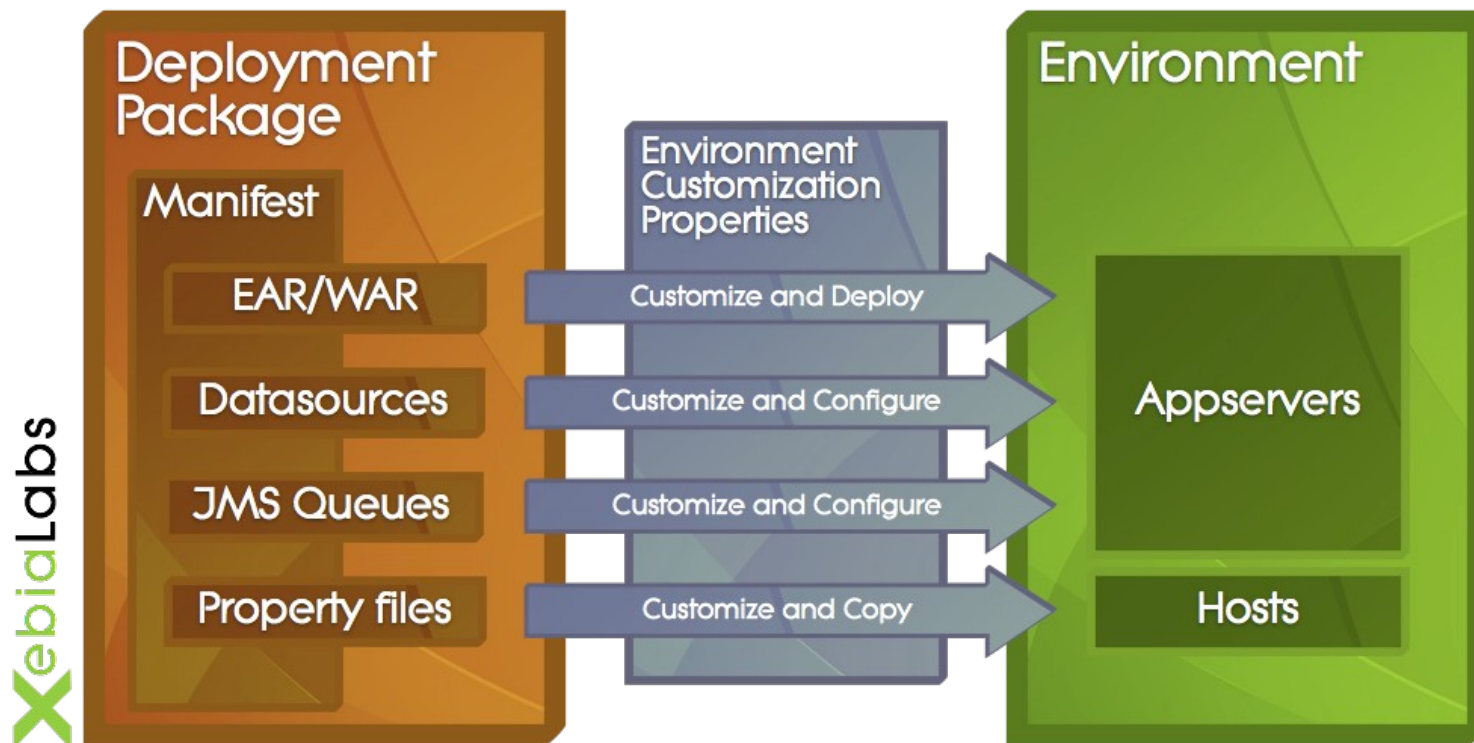 Deployment
Package
Manifest
EAR/WAR
Datasources
JMS Queues
Property files
Environment
Customization
Properties
Customize and Deploy
Customize and Configure
Customize and Configure
Customize and Copy
Environment
Appservers
Hosts
XebiaLabs